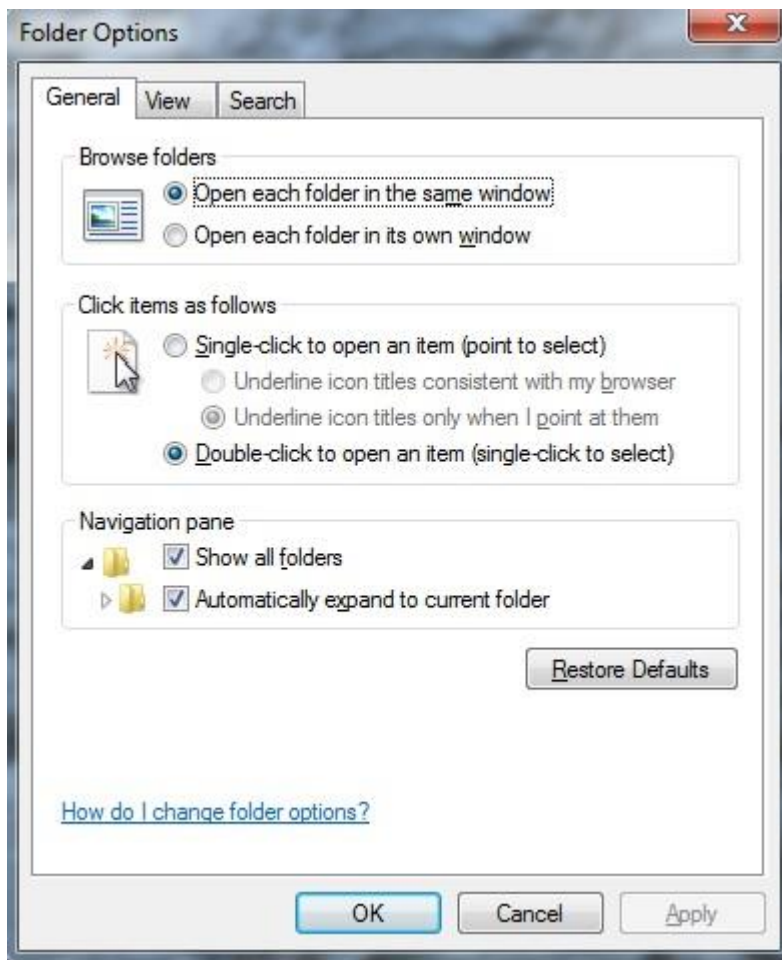 Folder Options
General View Search
Browse folders
Open each folder in the same window
Open each folder in its own window
Click items as follows
Single-click to open an item (point to select)
Underline icon titles consistent with my browser
Underline icon titles only when I point at them
Double-click to open an item (single-click to select)
Navigation pane
Show all folders
Automatically expand to current folder
Restore Defaults
How do I change folder options?
OK Cancel Apply